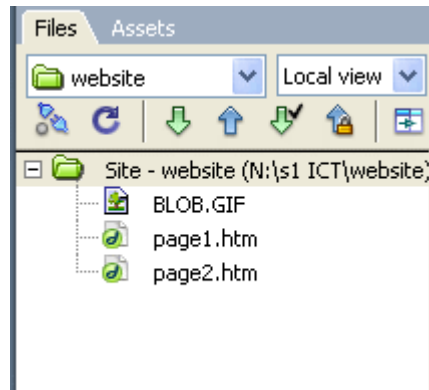 Files Assets
website Local view
Site - website (N:\s1 ICT\website)
BLOB.GIF
page1.htm
page2.htm